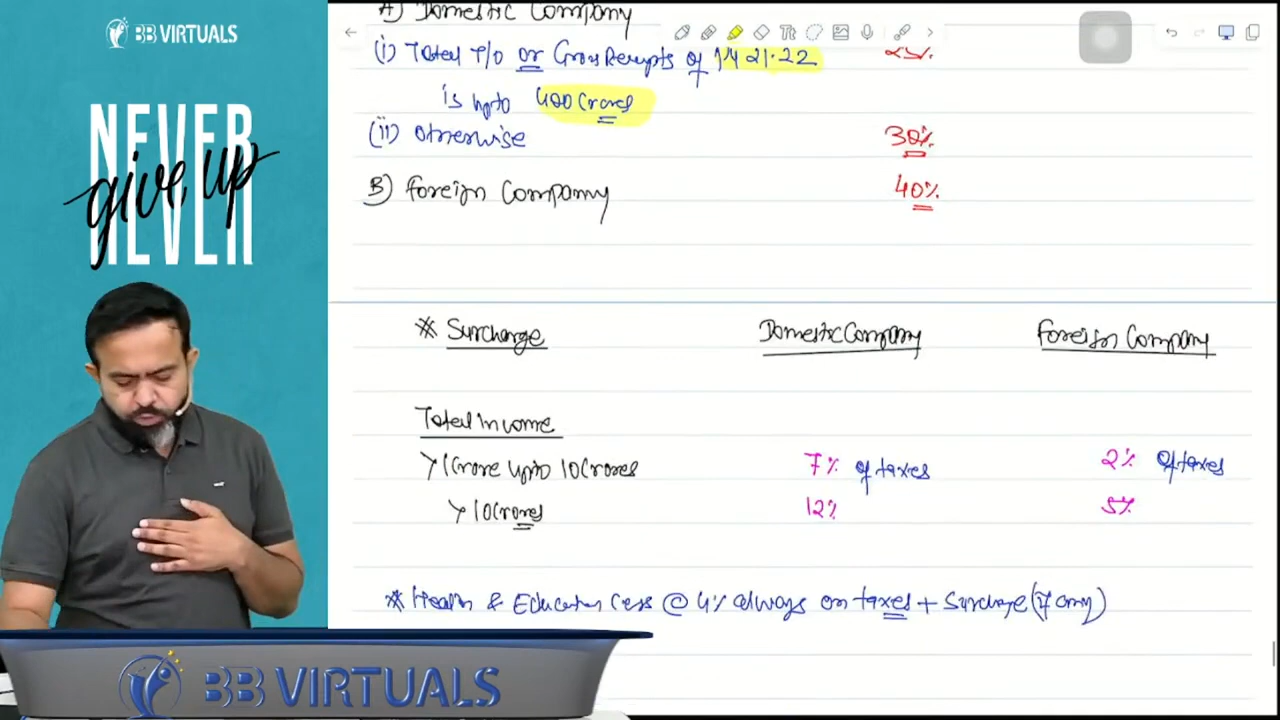 BB VIRTUALS
NEVER
give up
NEVER
A) Domestic Company
(i) Total T/o or Gross Receipts of PY 21-22 25%
is upto 400 Crores
(ii) Otherwise 30%
B) Foreign Company 40%
* Surcharge Domestic Company Foreign Company
Total Income
> 1 Crore upto 10 Crores 7% of taxes 2% of taxes
> 10 Crores 12% 5%
* Health & Education Cess @ 4% always on taxes + Surcharge (if any)
BB VIRTUALS